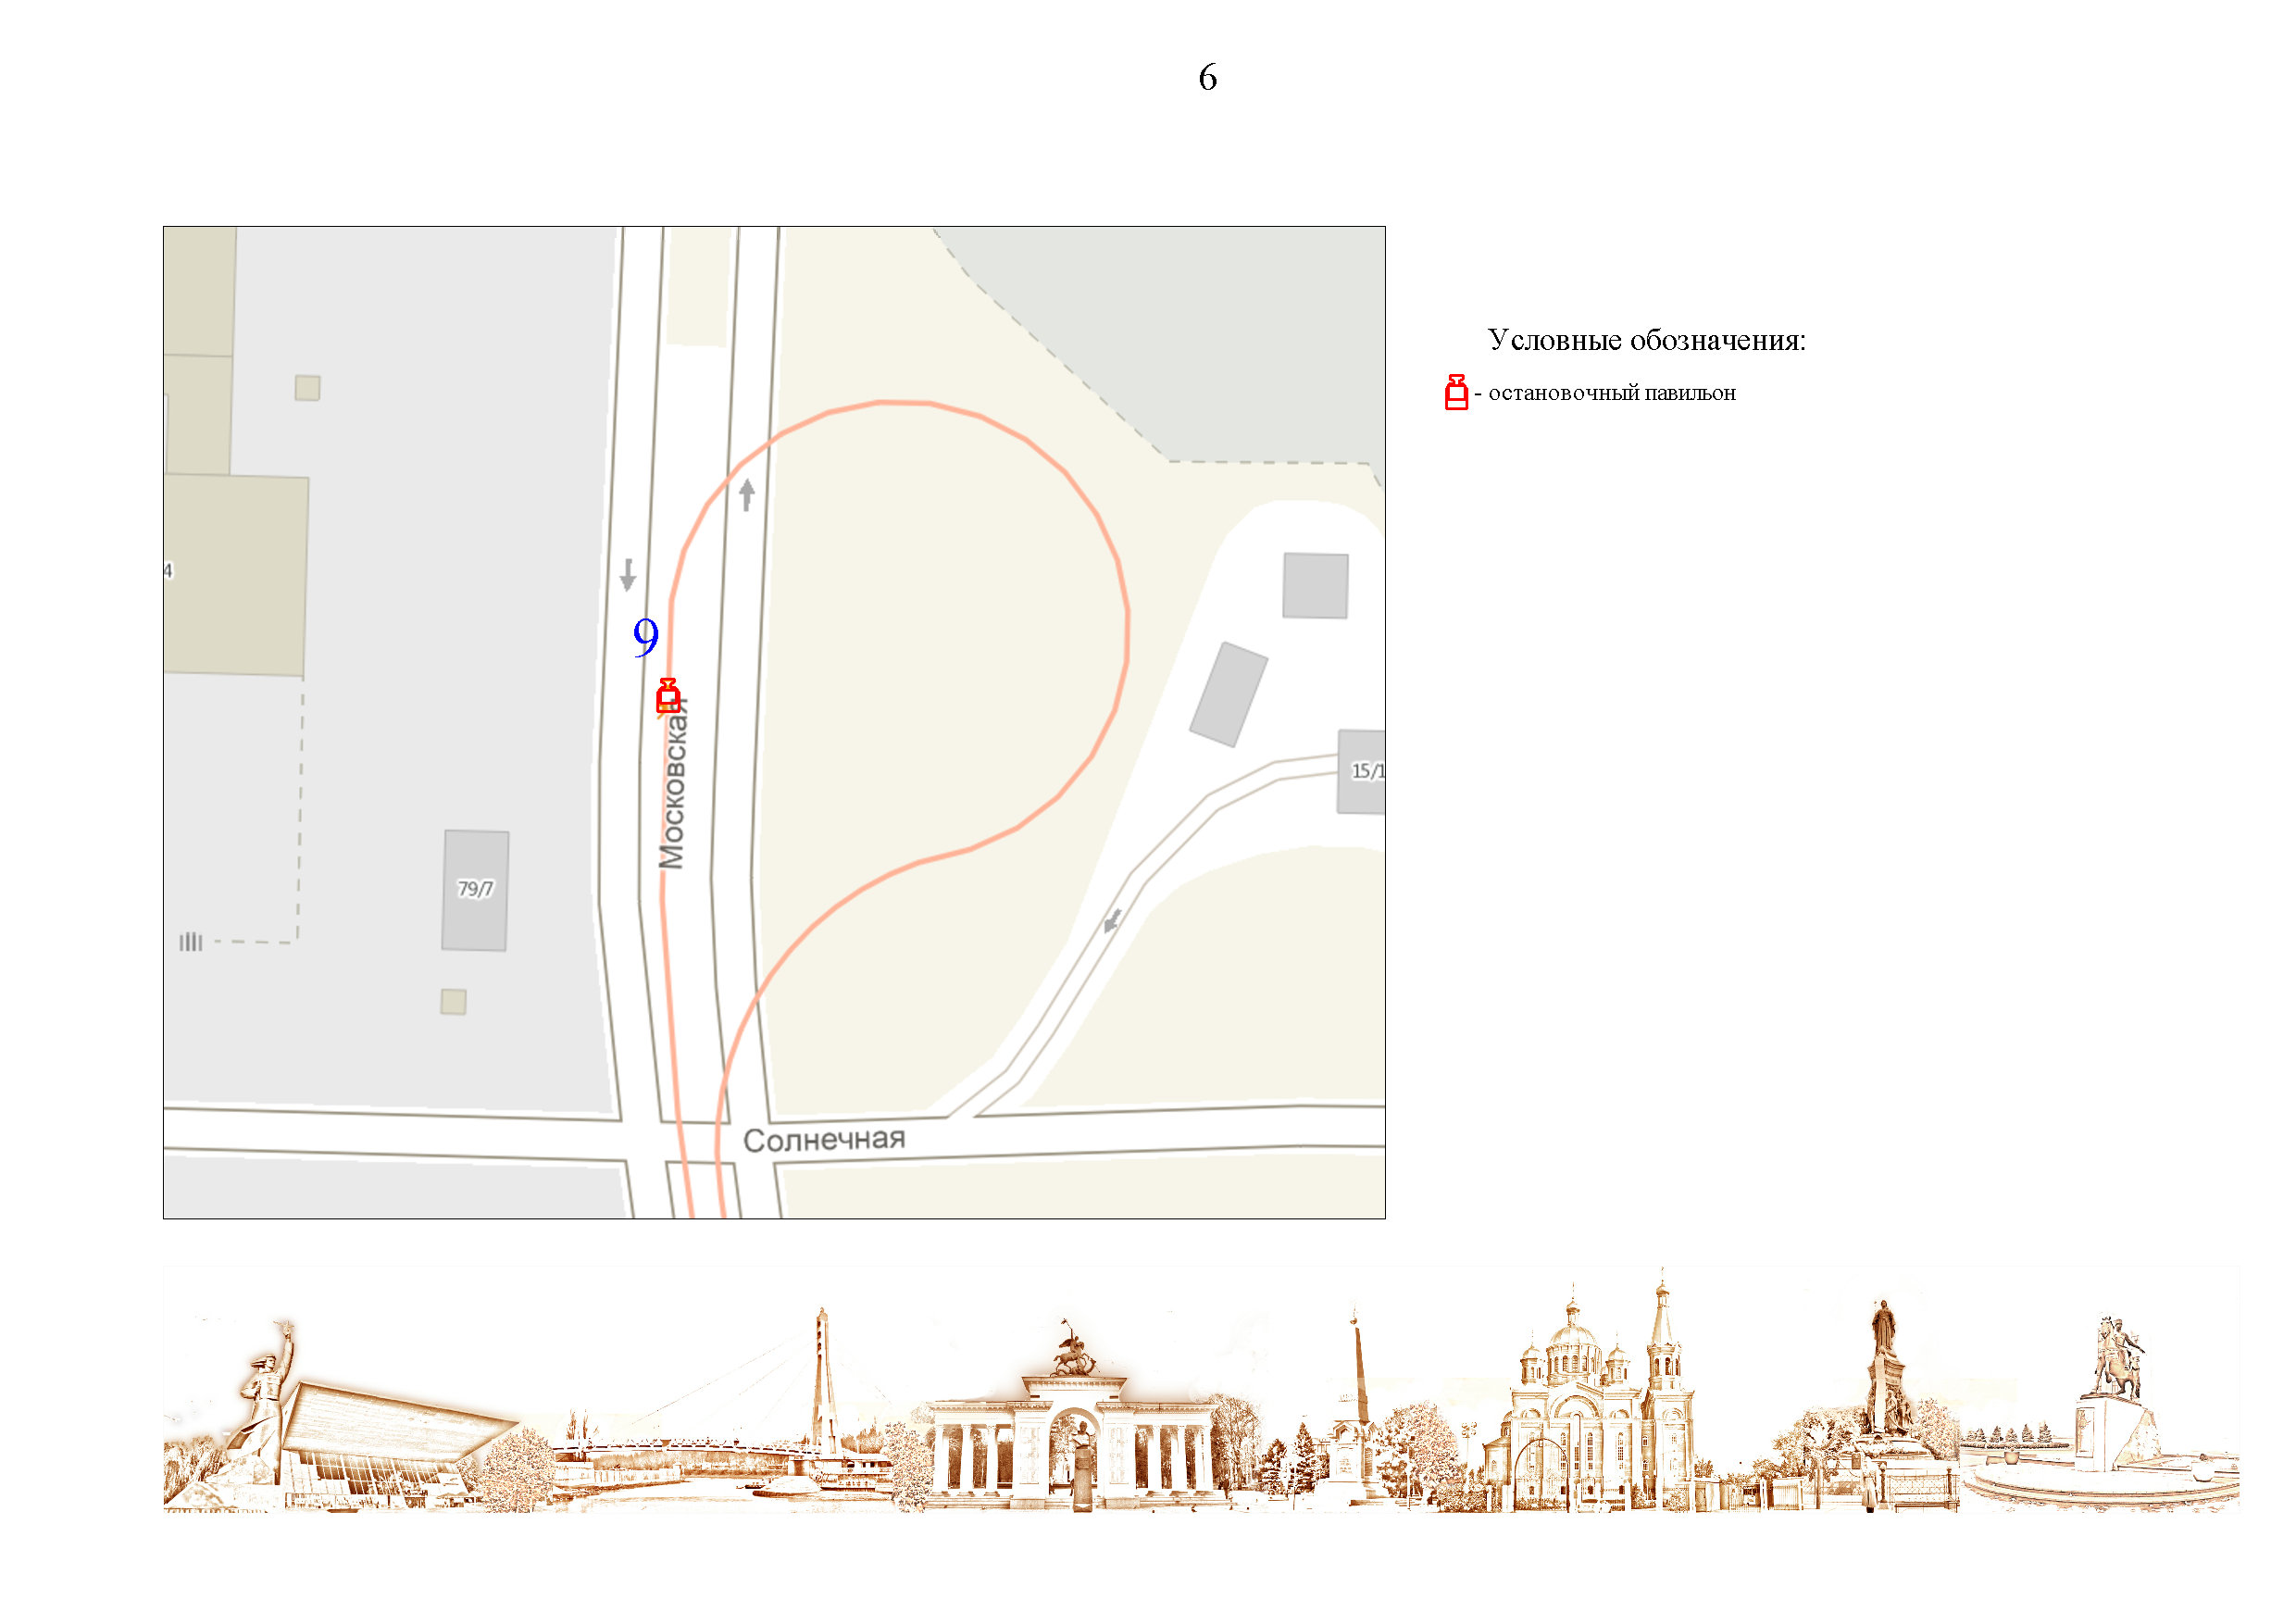 6
Условные обозначения:
- остановочный павильон
4
9
Московская
15/1
79/7
Солнечная